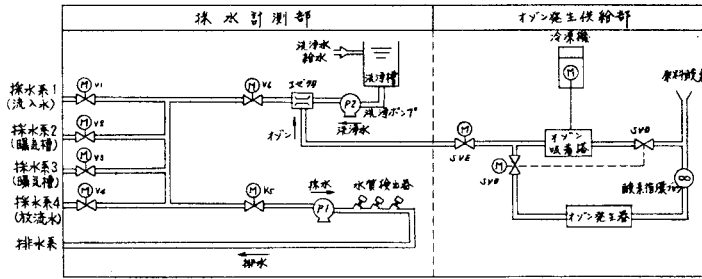 採水計測部
オゾン発生供給部
洗浄水
給水
冷凍機
M
原料酸素
洗浄槽
採水系1
(流入水)
M V1
M V6
エゼクタ
P2
洗浄ポンプ
洗浄水
オゾン
採水系2
(曝気槽)
M V2
M
SVE
オゾン
吸着塔
SVD
採水系3
(曝気槽)
M V3
M
SVB
酸素循環ブロワ
採水系4
(放流水)
M V4
M K5
採水
P1
水質検出器
オゾン発生器
排水系
排水